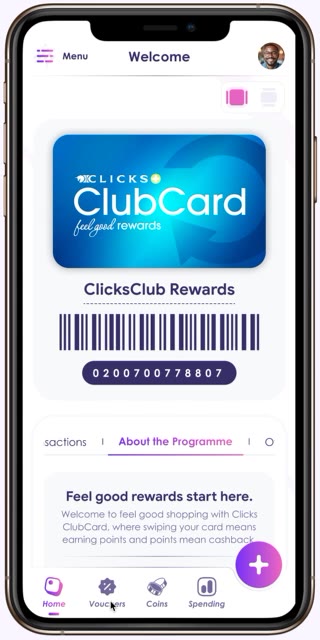 Menu
Welcome
CLICKS
ClubCard
feel good rewards
ClicksClub Rewards
0200700778807
sactions
About the Programme
O
Feel good rewards start here.
Welcome to feel good shopping with Clicks
ClubCard, where swiping your card means
earning points and points mean cashback.
Home
Vouchers
Coins
Spending